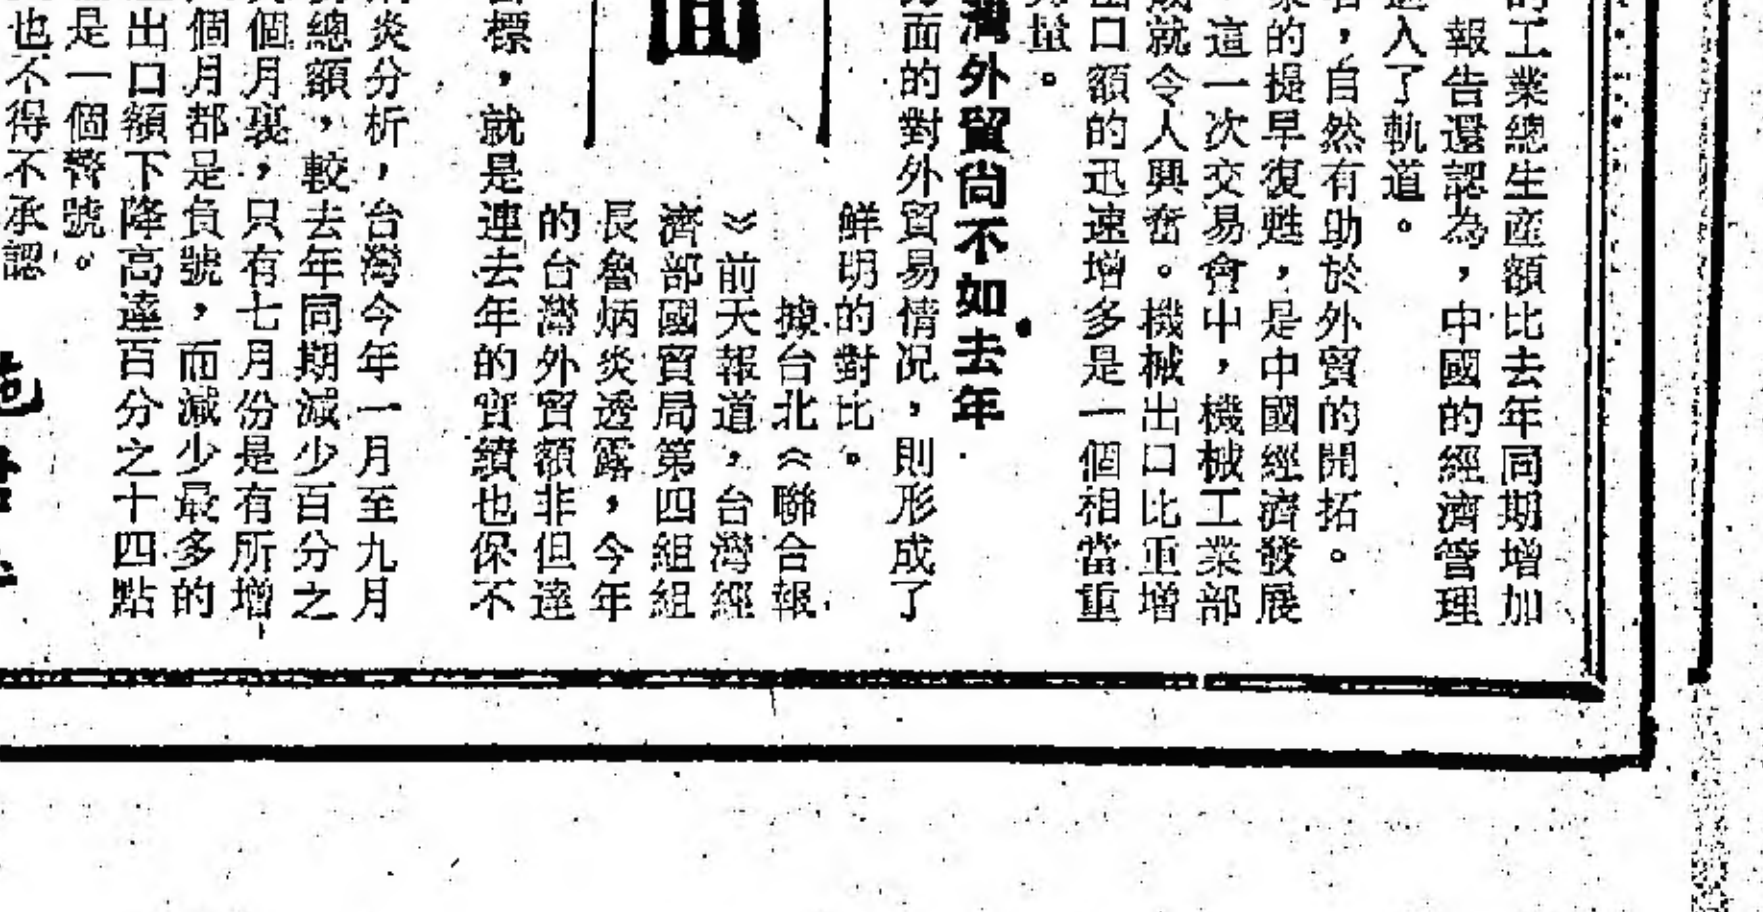 工業總生産額比去年同期增加
報告還認為，中國的經濟管理
入了軌道。
，自然有助於外貿的開拓。
的提早復甦，是中國經濟發展
。這一次交易會中，機械工業部
就令人興奮。機械出口比重增
口額的迅速增多是一個相當重
量。
灣外貿尚不如去年
面的對外貿易情况，則形成了
鮮明的對比。
據台北《聯合報
》前天報道，台灣經
濟部國貿局第四組組
長魯炳炎透露，今年
的台灣外貿額非但達
標，就是連去年的實績也保不
炎分析，台灣今年一月至九月
總額，較去年同期減少百分之
個月裏，只有七月份是有所增
個月都是負號，而減少最多的
出口額下降高達百分之十四點
是一個警號。
也不得不承認